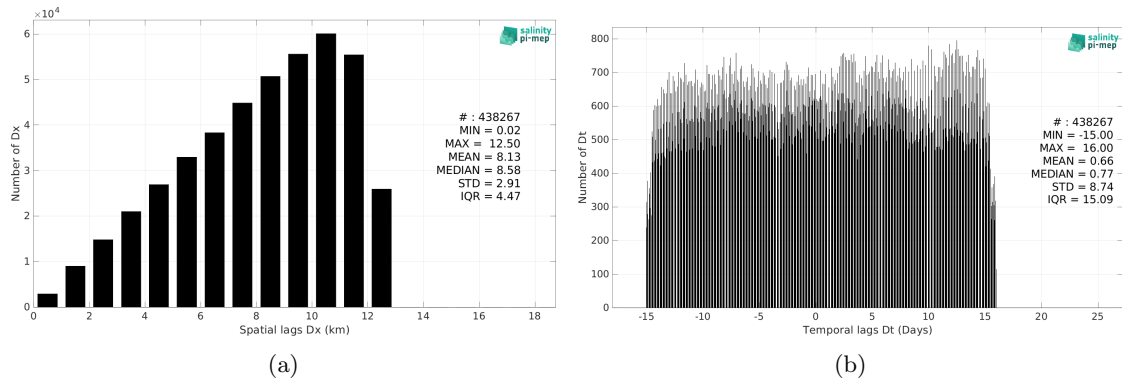 ×10⁴
6
5
4
3
2
1
0
Number of Dx
0 2 4 6 8 10 12 14 16 18
Spatial lags Dx (km)
salinity
pi-mep
# : 438267
MIN = 0.02
MAX = 12.50
MEAN = 8.13
MEDIAN = 8.58
STD = 2.91
IQR = 4.47
(a)
800
700
600
500
400
300
200
100
0
Number of Dt
-15 -10 -5 0 5 10 15 20 25
Temporal lags Dt (Days)
salinity
pi-mep
# : 438267
MIN = -15.00
MAX = 16.00
MEAN = 0.66
MEDIAN = 0.77
STD = 8.74
IQR = 15.09
(b)